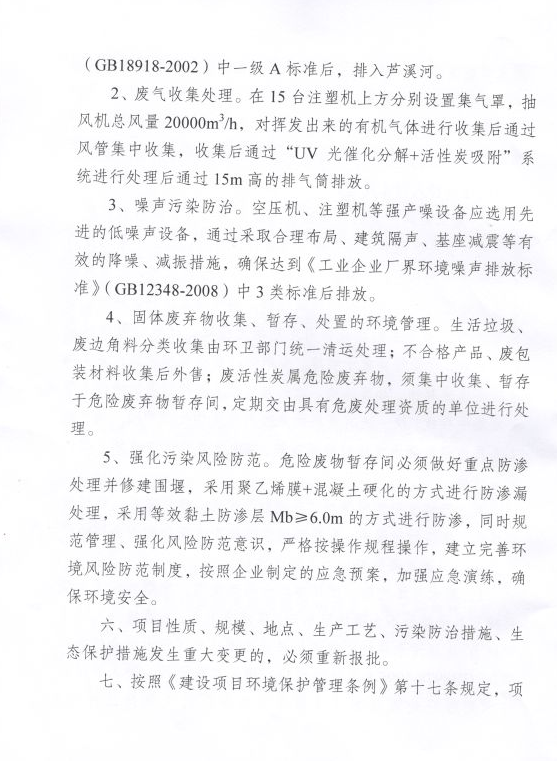 （GB18918-2002）中一级 A 标准后，排入芦溪河。
2、废气收集处理。在 15 台注塑机上方分别设置集气罩，抽
风机总风量 20000m³/h，对挥发出来的有机气体进行收集后通过
风管集中收集，收集后通过“UV 光催化分解+活性炭吸附”系
统进行处理后通过 15m 高的排气筒排放。
3、噪声污染防治。空压机、注塑机等强产噪设备应选用先
进的低噪声设备，通过采取合理布局、建筑隔声、基座减震等有
效的降噪、减振措施，确保达到《工业企业厂界环境噪声排放标
准》（GB12348-2008）中 3 类标准后排放。
4、固体废弃物收集、暂存、处置的环境管理。生活垃圾、
废边角料分类收集由环卫部门统一清运处理；不合格产品、废包
装材料收集后外售；废活性炭属危险废弃物，须集中收集、暂存
于危险废弃物暂存间，定期交由具有危废处理资质的单位进行处
理。
5、强化污染风险防范。危险废物暂存间必须做好重点防渗
处理并修建围堰，采用聚乙烯膜+混凝土硬化的方式进行防渗漏
处理，采用等效黏土防渗层 Mb≥6.0m 的方式进行防渗，同时规
范管理、强化风险防范意识，严格按操作规程操作，建立完善环
境风险防范制度，按照企业制定的应急预案，加强应急演练，确
保环境安全。
六、项目性质、规模、地点、生产工艺、污染防治措施、生
态保护措施发生重大变更的，必须重新报批。
七、按照《建设项目环境保护管理条例》第十七条规定，项